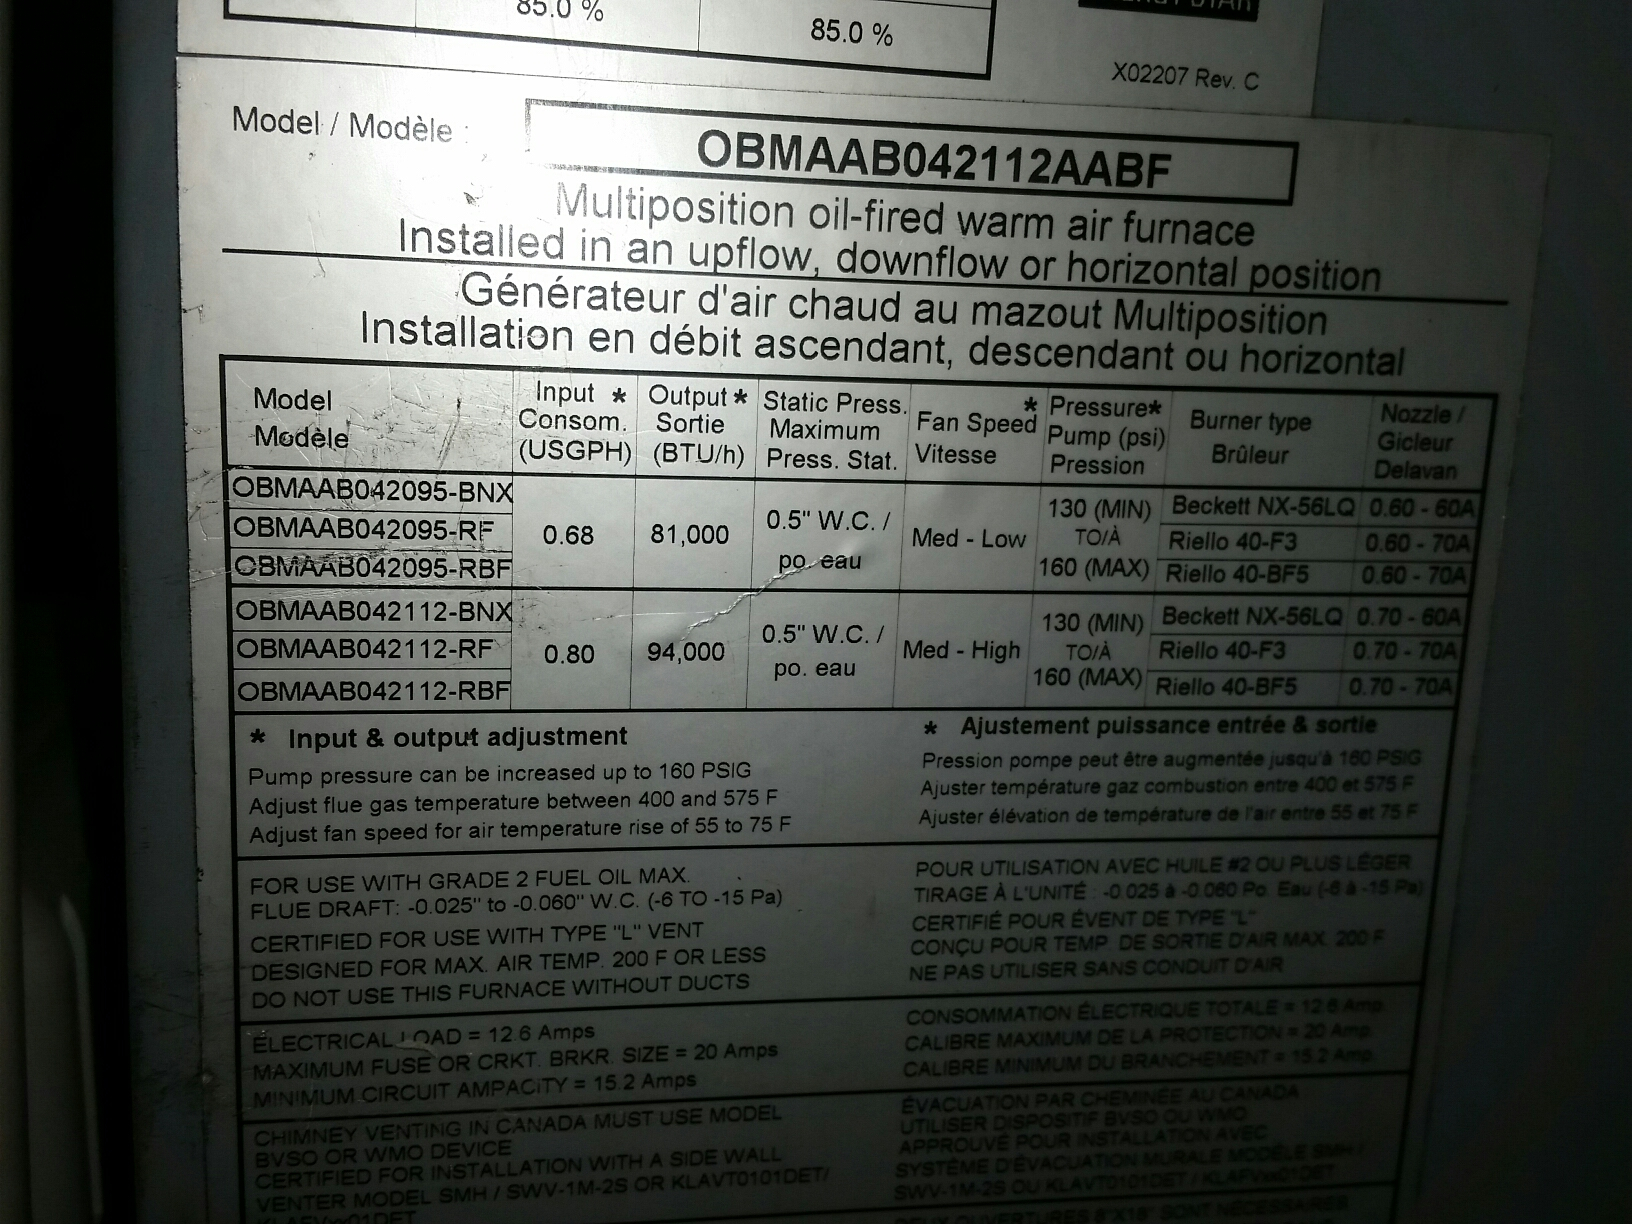 85.0 %
85.0 %
X02207 Rev. C
Model / Modèle :
OBMAAB042112AABF
Multiposition oil-fired warm air furnace
Installed in an upflow, downflow or horizontal position
Générateur d'air chaud au mazout Multiposition
Installation en débit ascendant, descendant ou horizontal
Model
Modèle
Input *
Consom.
(USGPH)
Output *
Sortie
(BTU/h)
Static Press.
Maximum
Press. Stat.
*
Fan Speed
Vitesse
Pressure*
Pump (psi)
Pression
Burner type
Brûleur
Nozzle /
Gicleur
Delavan
OBMAAB042095-BNX
OBMAAB042095-RF
OBMAAB042095-RBF
0.68
81,000
0.5" W.C. /
po. eau
Med - Low
130 (MIN)
TO/À
160 (MAX)
Beckett NX-56LQ 0.60 - 60A
Riello 40-F3 0.60 - 70A
Riello 40-BF5 0.60 - 70A
OBMAAB042112-BNX
OBMAAB042112-RF
OBMAAB042112-RBF
0.80
94,000
0.5" W.C. /
po. eau
Med - High
130 (MIN)
TO/À
160 (MAX)
Beckett NX-56LQ 0.70 - 60A
Riello 40-F3 0.70 - 70A
Riello 40-BF5 0.70 - 70A
* Input & output adjustment
Pump pressure can be increased up to 160 PSIG
Adjust flue gas temperature between 400 and 575 F
Adjust fan speed for air temperature rise of 55 to 75 F
* Ajustement puissance entrée & sortie
Pression pompe peut être augmentée jusqu'à 160 PSIG
Ajuster température gaz combustion entre 400 et 575 F
Ajuster élévation de température de l'air entre 55 et 75 F
FOR USE WITH GRADE 2 FUEL OIL MAX.
FLUE DRAFT: -0.025" to -0.060" W.C. (-6 TO -15 Pa)
CERTIFIED FOR USE WITH TYPE "L" VENT
DESIGNED FOR MAX. AIR TEMP. 200 F OR LESS
DO NOT USE THIS FURNACE WITHOUT DUCTS
POUR UTILISATION AVEC HUILE #2 OU PLUS LÉGER
TIRAGE À L'UNITÉ : -0.025 à -0.060 Po. Eau (-6 à -15 Pa)
CERTIFIÉ POUR ÉVENT DE TYPE "L"
CONÇU POUR TEMP. DE SORTIE D'AIR MAX. 200 F
NE PAS UTILISER SANS CONDUIT D'AIR
ÉLECTRICAL LOAD = 12.6 Amps
MAXIMUM FUSE OR CRKT. BRKR. SIZE = 20 Amps
MINIMUM CIRCUIT AMPACITY = 15.2 Amps
CONSOMMATION ÉLECTRIQUE TOTALE = 12.6 Amp
CALIBRE MAXIMUM DE LA PROTECTION = 20 Amp
CALIBRE MINIMUM DU BRANCHEMENT = 15.2 Amp
CHIMNEY VENTING IN CANADA MUST USE MODEL
BVSO OR WMO DEVICE
CERTIFIED FOR INSTALLATION WITH A SIDE WALL
VENTER MODEL SMH / SWV-1M-2S OR KLAVT0101DET/
KLAFVxx01DET
ÉVACUATION PAR CHEMINÉE AU CANADA
UTILISER DISPOSITIF BVSO OU WMO
APPROUVÉ POUR INSTALLATION AVEC
SYSTÈME D'ÉVACUATION MURALE MODÈLE SMH /
SWV-1M-2S OU KLAVT0101DET / KLAFVxx01DET
DEUX OUVERTURES 8"X16" SONT NÉCESSAIRES